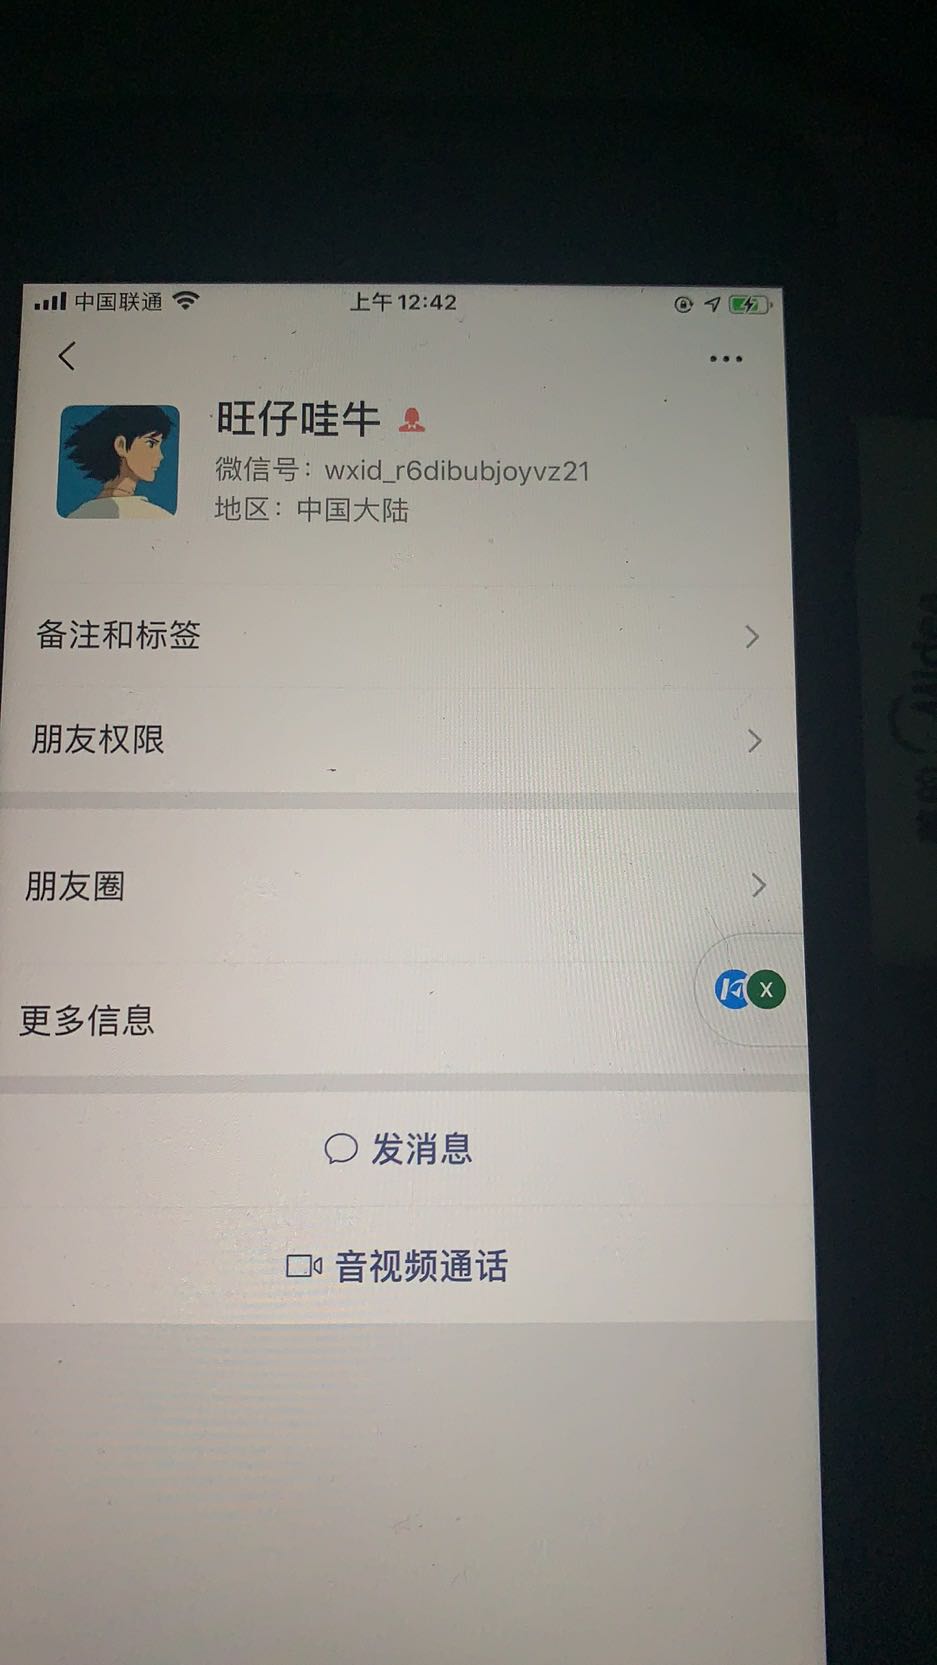 中国联通
上午12:42
旺仔哇牛
微信号：wxid_r6dibubjoyvz21
地区：中国大陆
备注和标签
朋友权限
朋友圈
X
更多信息
发消息
音视频通话